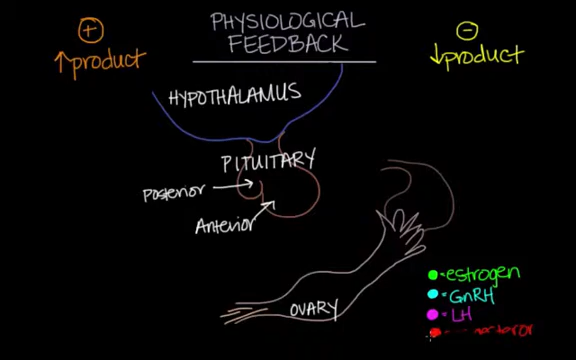 PHYSIOLOGICAL
FEEDBACK
+
↑product
-
↓product
HYPOTHALAMUS
PITUITARY
Posterior
Anterior
OVARY
= estrogen
= GnRH
= LH